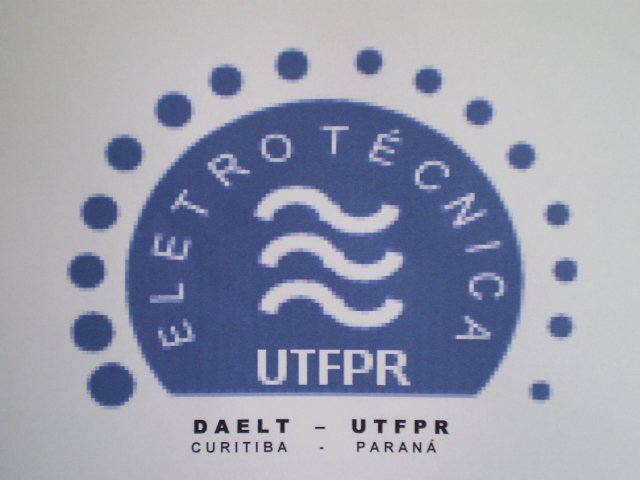 ELETROTÉCNICA
UTFPR
DAELT – UTFPR
CURITIBA - PARANÁ